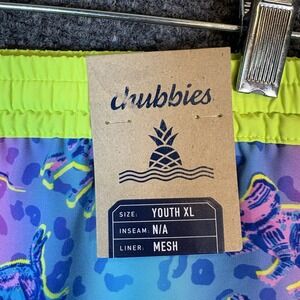 chubbies
SIZE: YOUTH XL
INSEAM: N/A
LINER: MESH